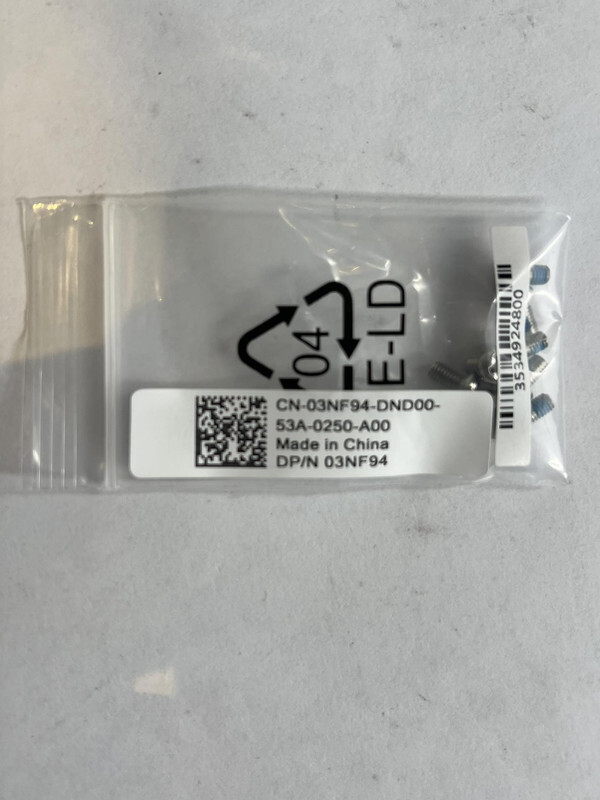 04
E-LD
CN-03NF94-DND00-
53A-0250-A00
Made in China
DP/N 03NF94
3534924800